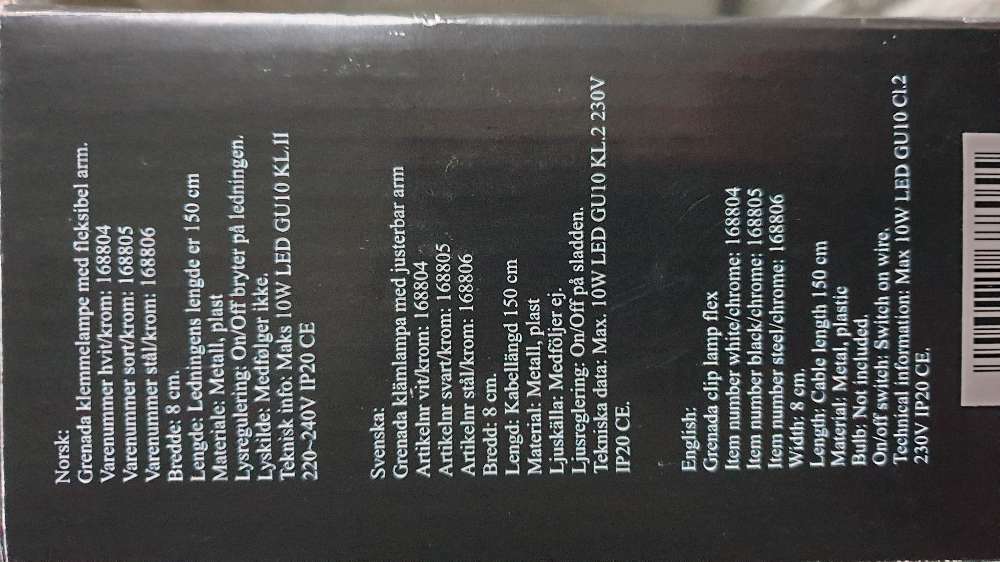 Norsk:
Grenada klemmelampe med fleksibel arm.
Varenummer hvit/krom: 168804
Varenummer sort/krom: 16805
Varenummer stål/krom: 168806
Bredde: 8 cm.
Lengde: Ledningens lengde er 150 cm
Materiale: Metall, plast
Lysregulering: On/Off bryter på ledningen.
Lyskilde: Medfølger ikke.
Teknisk info: Maks 10W LED GU10 KL.II
220-240V IP20 CE
Svenska:
Grenada klämlampa med justerbar arm
Artikelnr vit/krom: 168804
Artikelnr svart/krom: 168805
Artikelnr stål/krom: 168806
Bredd: 8 cm.
Lengd: Kabellängd 150 cm
Material: Metall, plast
Ljuskälla: Medföljer ej.
Ljusreglering: On/Off på sladden.
Tekniska data: Max. 10W LED GU10 KL.2 230V
IP20 CE.
English:
Grenada clip lamp flex
Item number white/chrome: 168804
Item number black/chrome: 168805
Item number steel/chrome: 168806
Width: 8 cm.
Length: Cable length 150 cm
Material: Metal, plastic
Bulb: Not included.
On/off switch: Switch on wire.
Technical information: Max 10W LED GU10 Cl.2
230V IP20 CE.